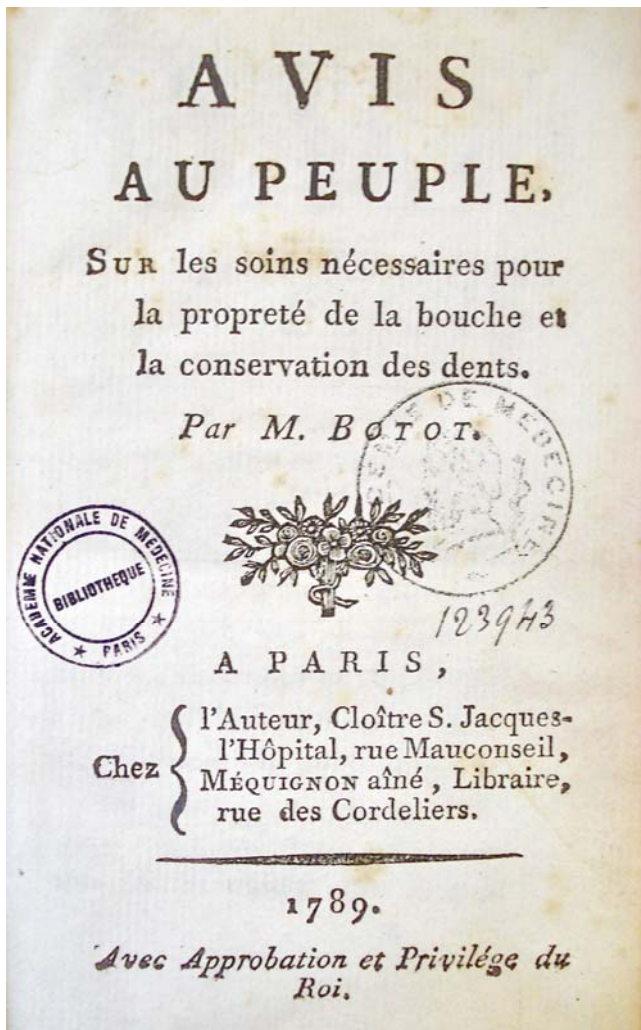 AVIS
AU PEUPLE,
SUR les soins nécessaires pour
la propreté de la bouche et
la conservation des dents.
Par M. BOTOT.
DE MEDECINE
ACADEMIE NATIONALE DE MEDECINE
BIBLIOTHEQUE
★ PARIS ★
123943
A PARIS,
Chez
l'Auteur, Cloître S. Jacques-
l'Hôpital, rue Mauconseil,
MÉQUIGNON aîné, Libraire,
rue des Cordeliers.
1789.
Avec Approbation et Privilége du
Roi.